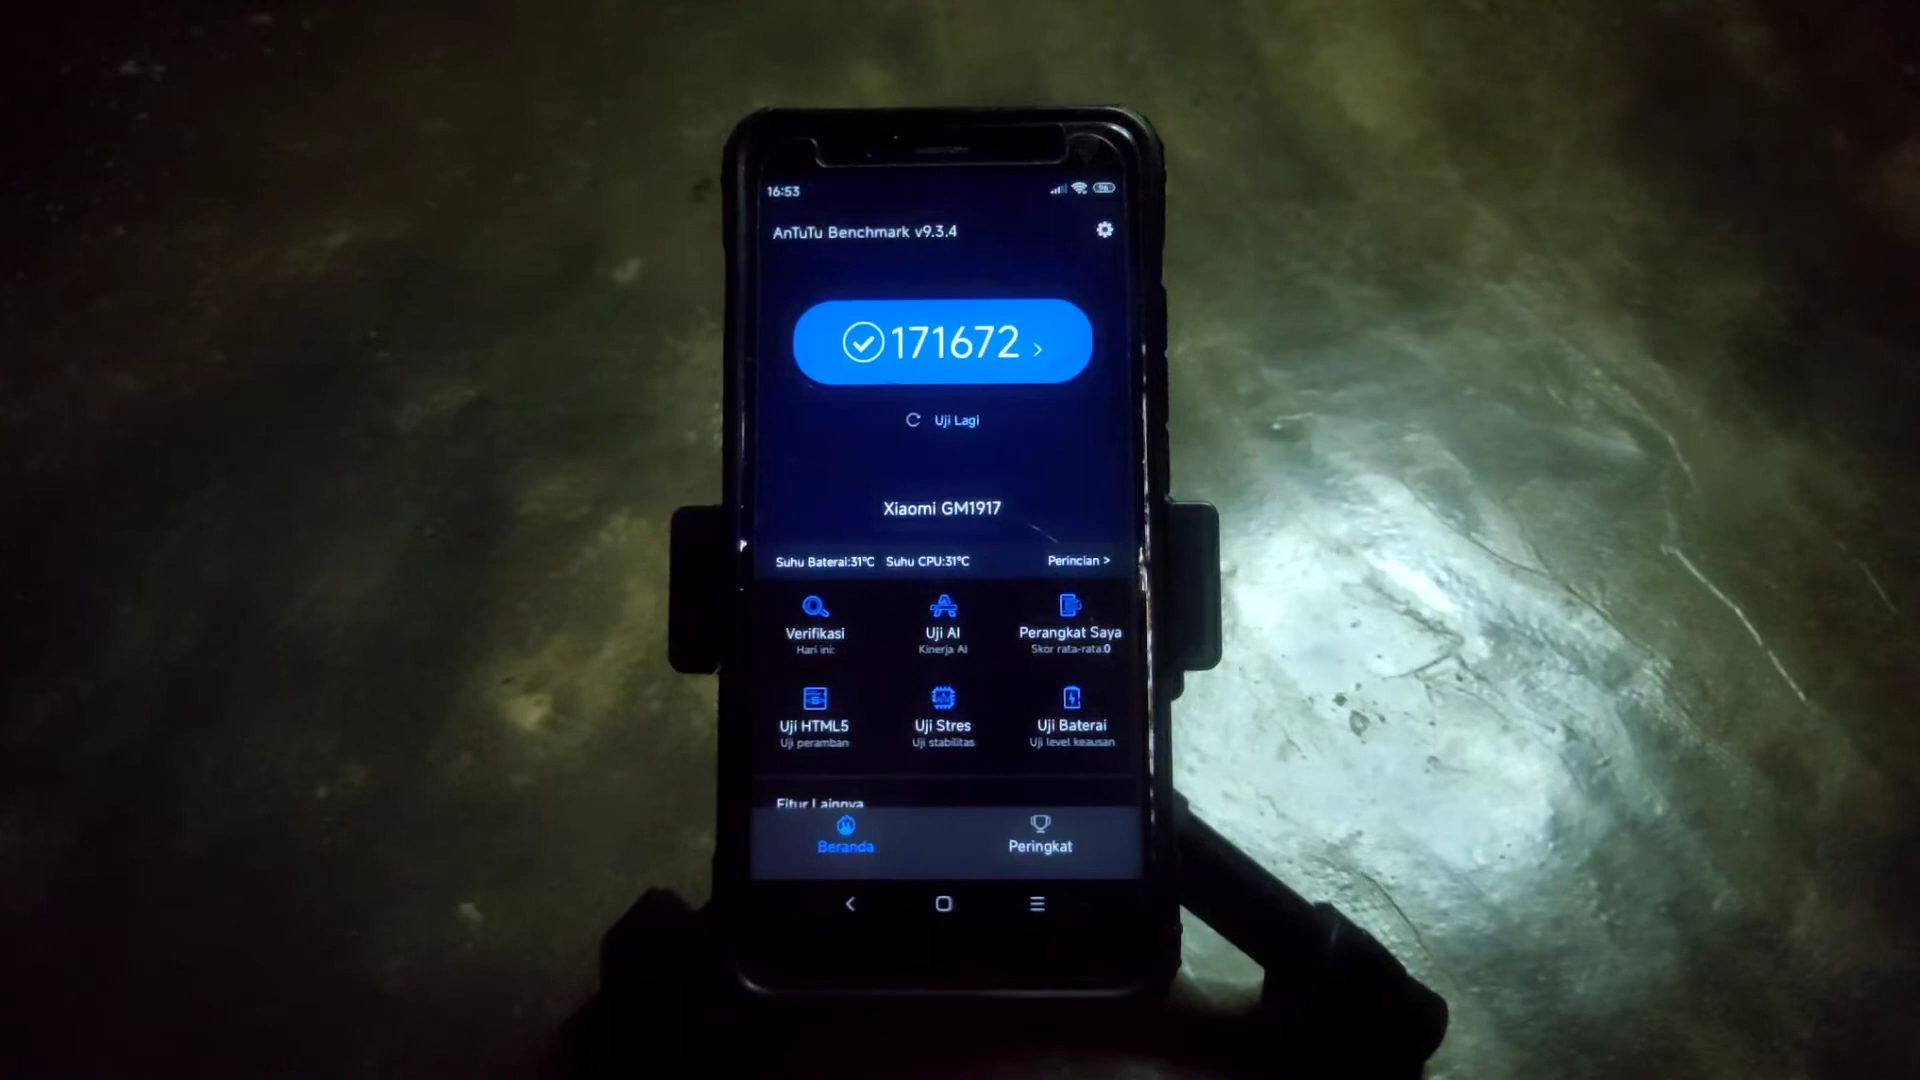 16:53
96
AnTuTu Benchmark v9.3.4
171672 >
Uji Lagi
Xiaomi GM1917
Suhu Baterai:31°C Suhu CPU:31°C Perincian >
Verifikasi Uji AI Perangkat Saya
Hari ini: Kinerja AI Skor rata-rata:0
Uji HTML5 Uji Stres Uji Baterai
Uji peramban Uji stabilitas Uji level keausan
Fitur Lainnya
Beranda Peringkat